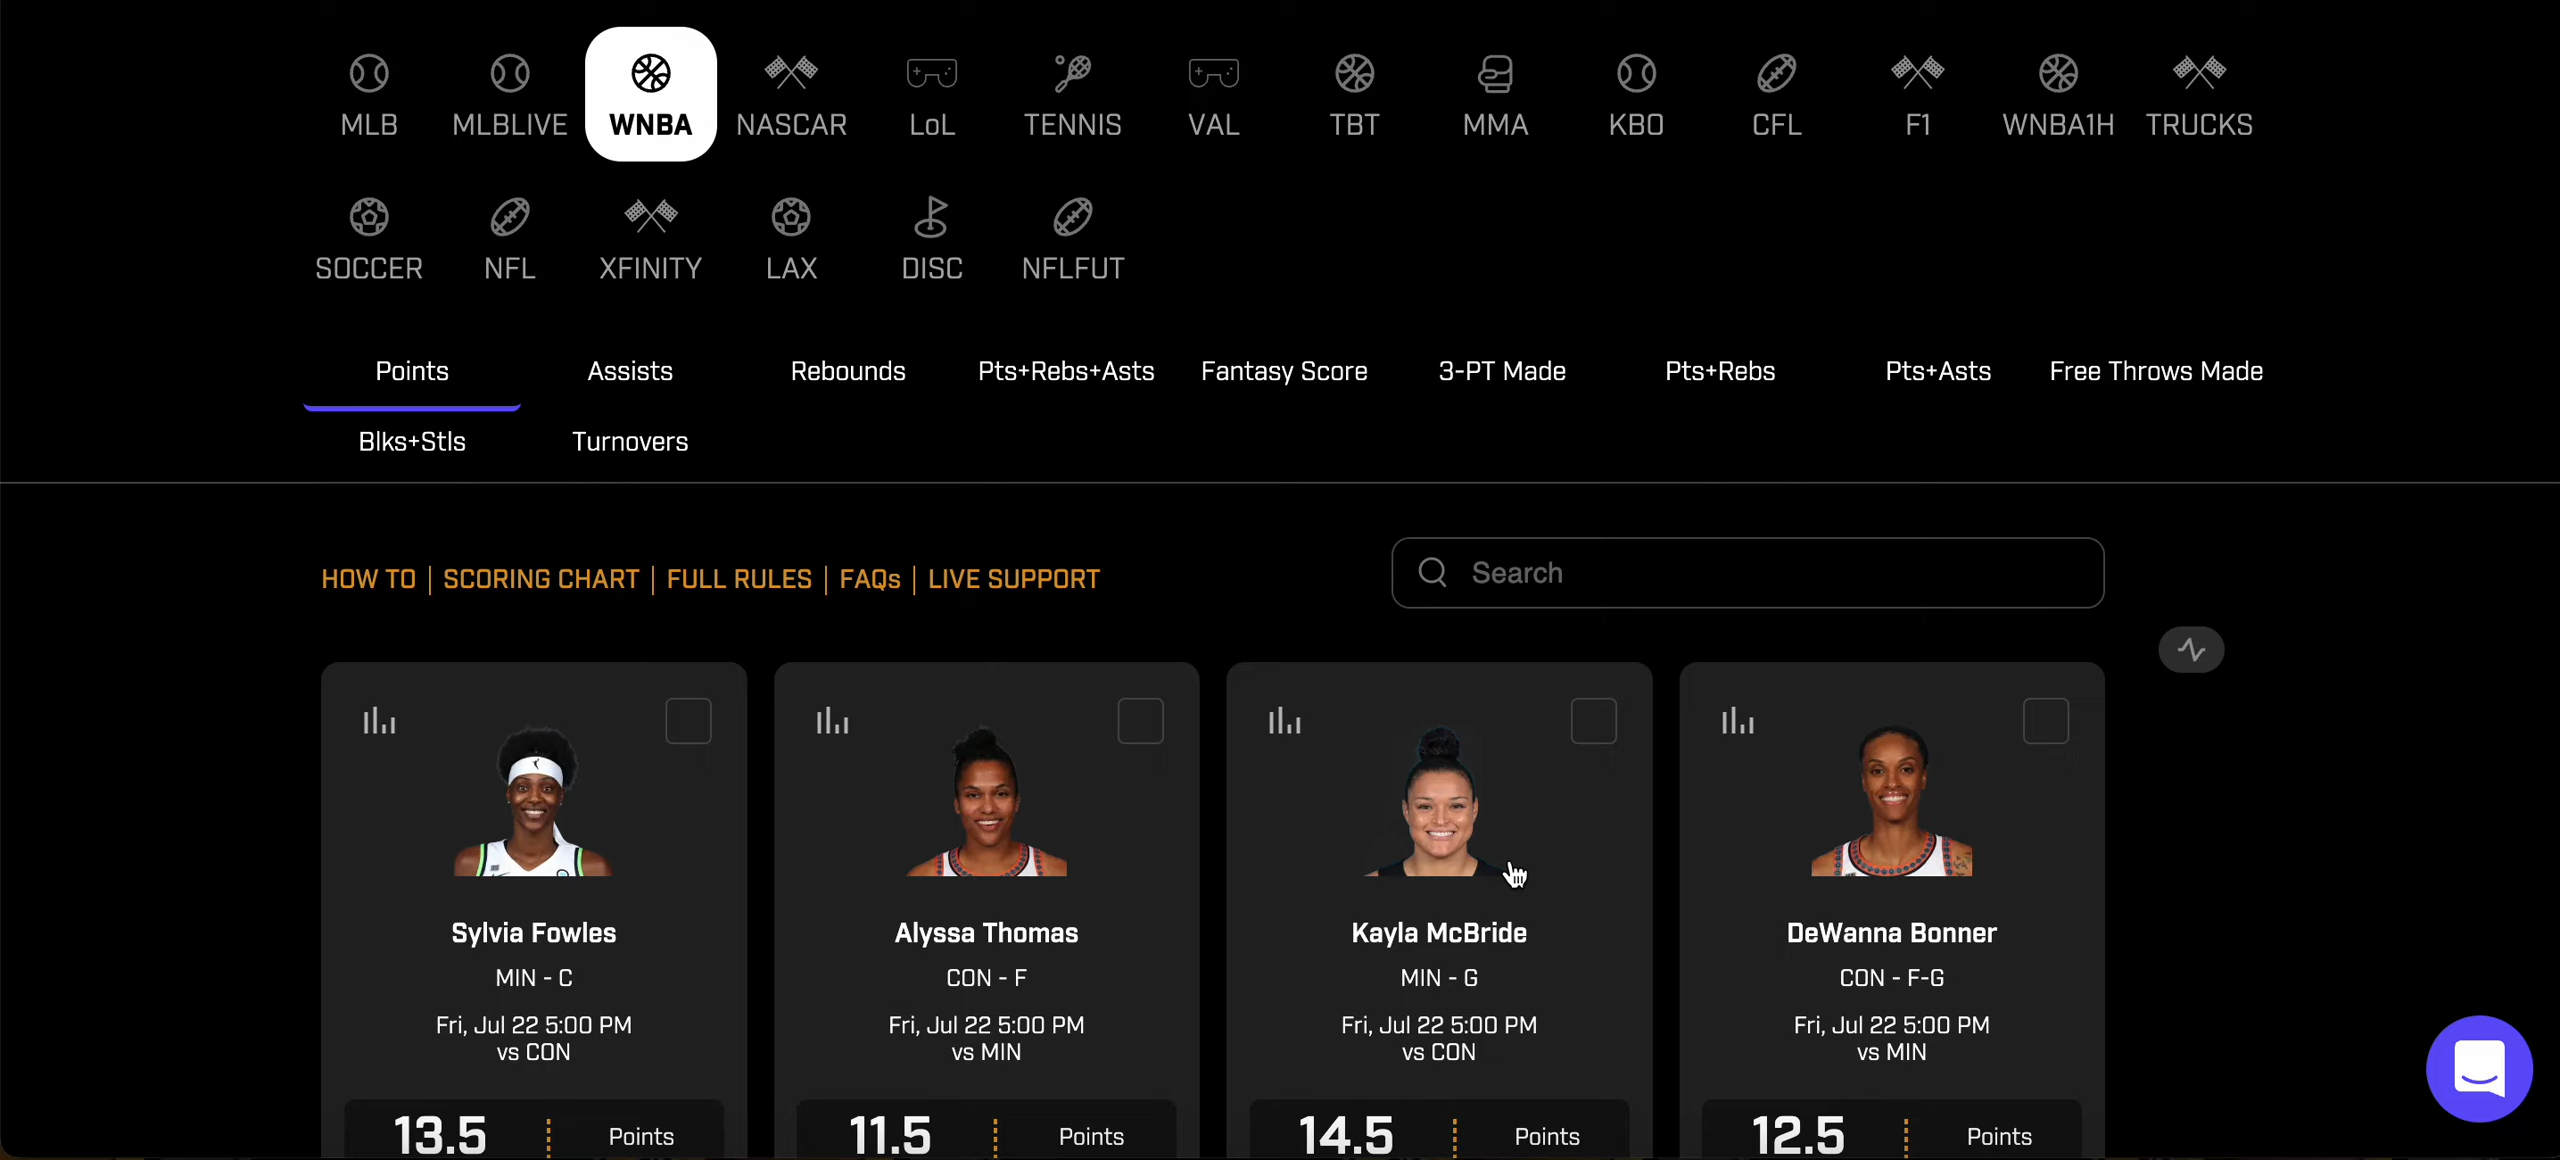 MLB MLBLIVE WNBA NASCAR LoL TENNIS VAL TBT MMA KBO CFL F1 WNBA1H TRUCKS
SOCCER NFL XFINITY LAX DISC NFLFUT
Points Assists Rebounds Pts+Rebs+Asts Fantasy Score 3-PT Made Pts+Rebs Pts+Asts Free Throws Made
Blks+Stls Turnovers
HOW TO | SCORING CHART | FULL RULES | FAQs | LIVE SUPPORT
Search
Sylvia Fowles
MIN - C
Fri, Jul 22 5:00 PM
vs CON
13.5 Points
Alyssa Thomas
CON - F
Fri, Jul 22 5:00 PM
vs MIN
11.5 Points
Kayla McBride
MIN - G
Fri, Jul 22 5:00 PM
vs CON
14.5 Points
DeWanna Bonner
CON - F-G
Fri, Jul 22 5:00 PM
vs MIN
12.5 Points